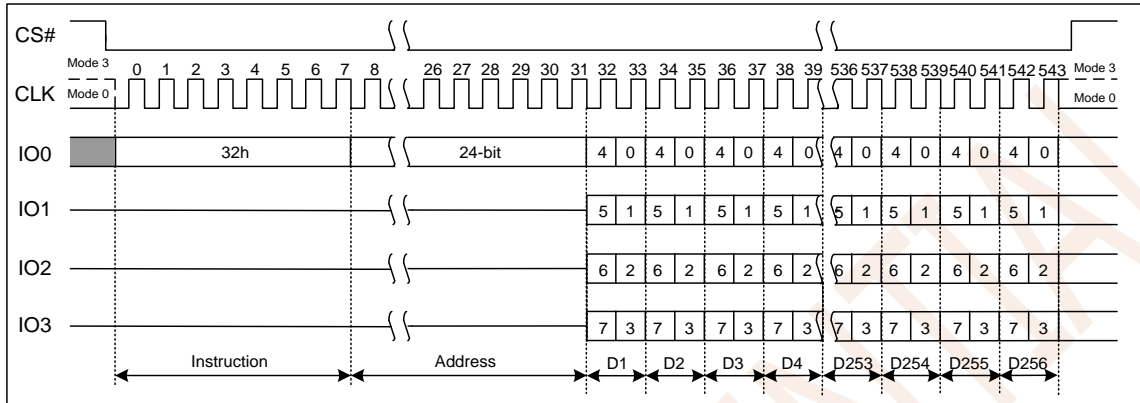 CS#
Mode 3 0 1 2 3 4 5 6 7 8 26 27 28 29 30 31 32 33 34 35 36 37 38 39 536 537 538 539 540 541 542 543 Mode 3
CLK Mode 0 Mode 0
IO0 32h 24-bit 4 0 4 0 4 0 4 0 4 0 4 0 4 0 4 0
IO1 5 1 5 1 5 1 5 1 5 1 5 1 5 1 5 1
IO2 6 2 6 2 6 2 6 2 6 2 6 2 6 2 6 2
IO3 7 3 7 3 7 3 7 3 7 3 7 3 7 3 7 3
Instruction Address D1 D2 D3 D4 D253 D254 D255 D256